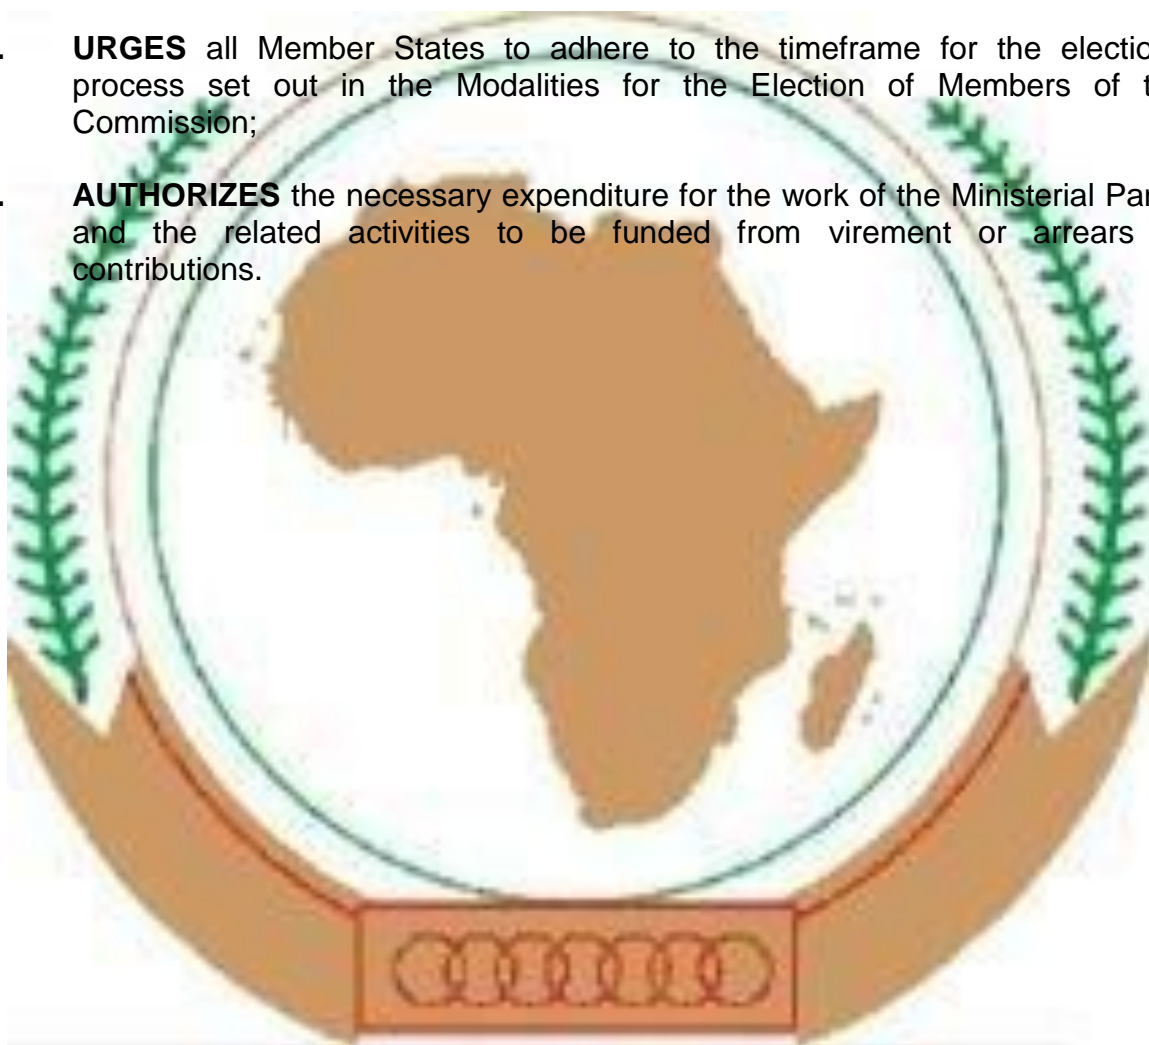 . URGES all Member States to adhere to the timeframe for the electio
process set out in the Modalities for the Election of Members of t
Commission;
. AUTHORIZES the necessary expenditure for the work of the Ministerial Pa
and the related activities to be funded from virement or arrears
contributions.